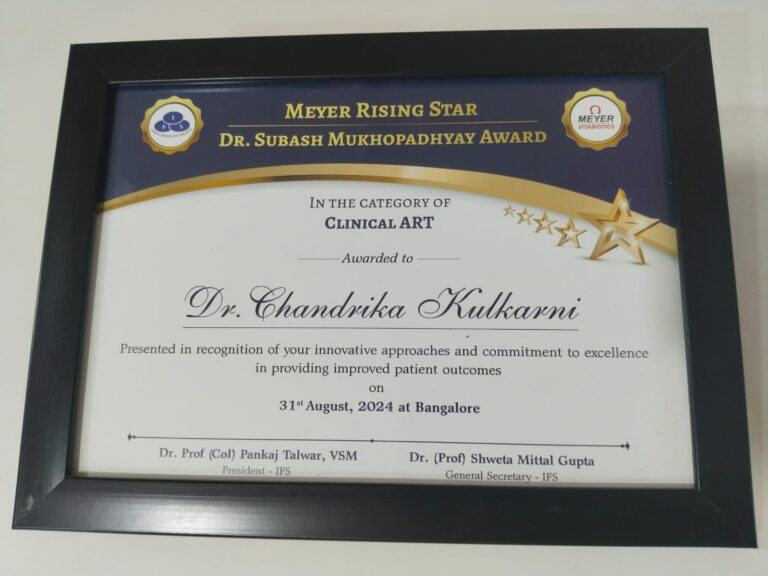 IFS
MEYER
VITABIOTICS
MEYER RISING STAR
DR. SUBASH MUKHOPADHYAY AWARD
IN THE CATEGORY OF
CLINICAL ART
Awarded to
Dr. Chandrika Kulkarni
Presented in recognition of your innovative approaches and commitment to excellence
in providing improved patient outcomes
on
31st August, 2024 at Bangalore
Dr. Prof (Col) Pankaj Talwar, VSM
President - IFS
Dr. (Prof) Shweta Mittal Gupta
General Secretary - IFS